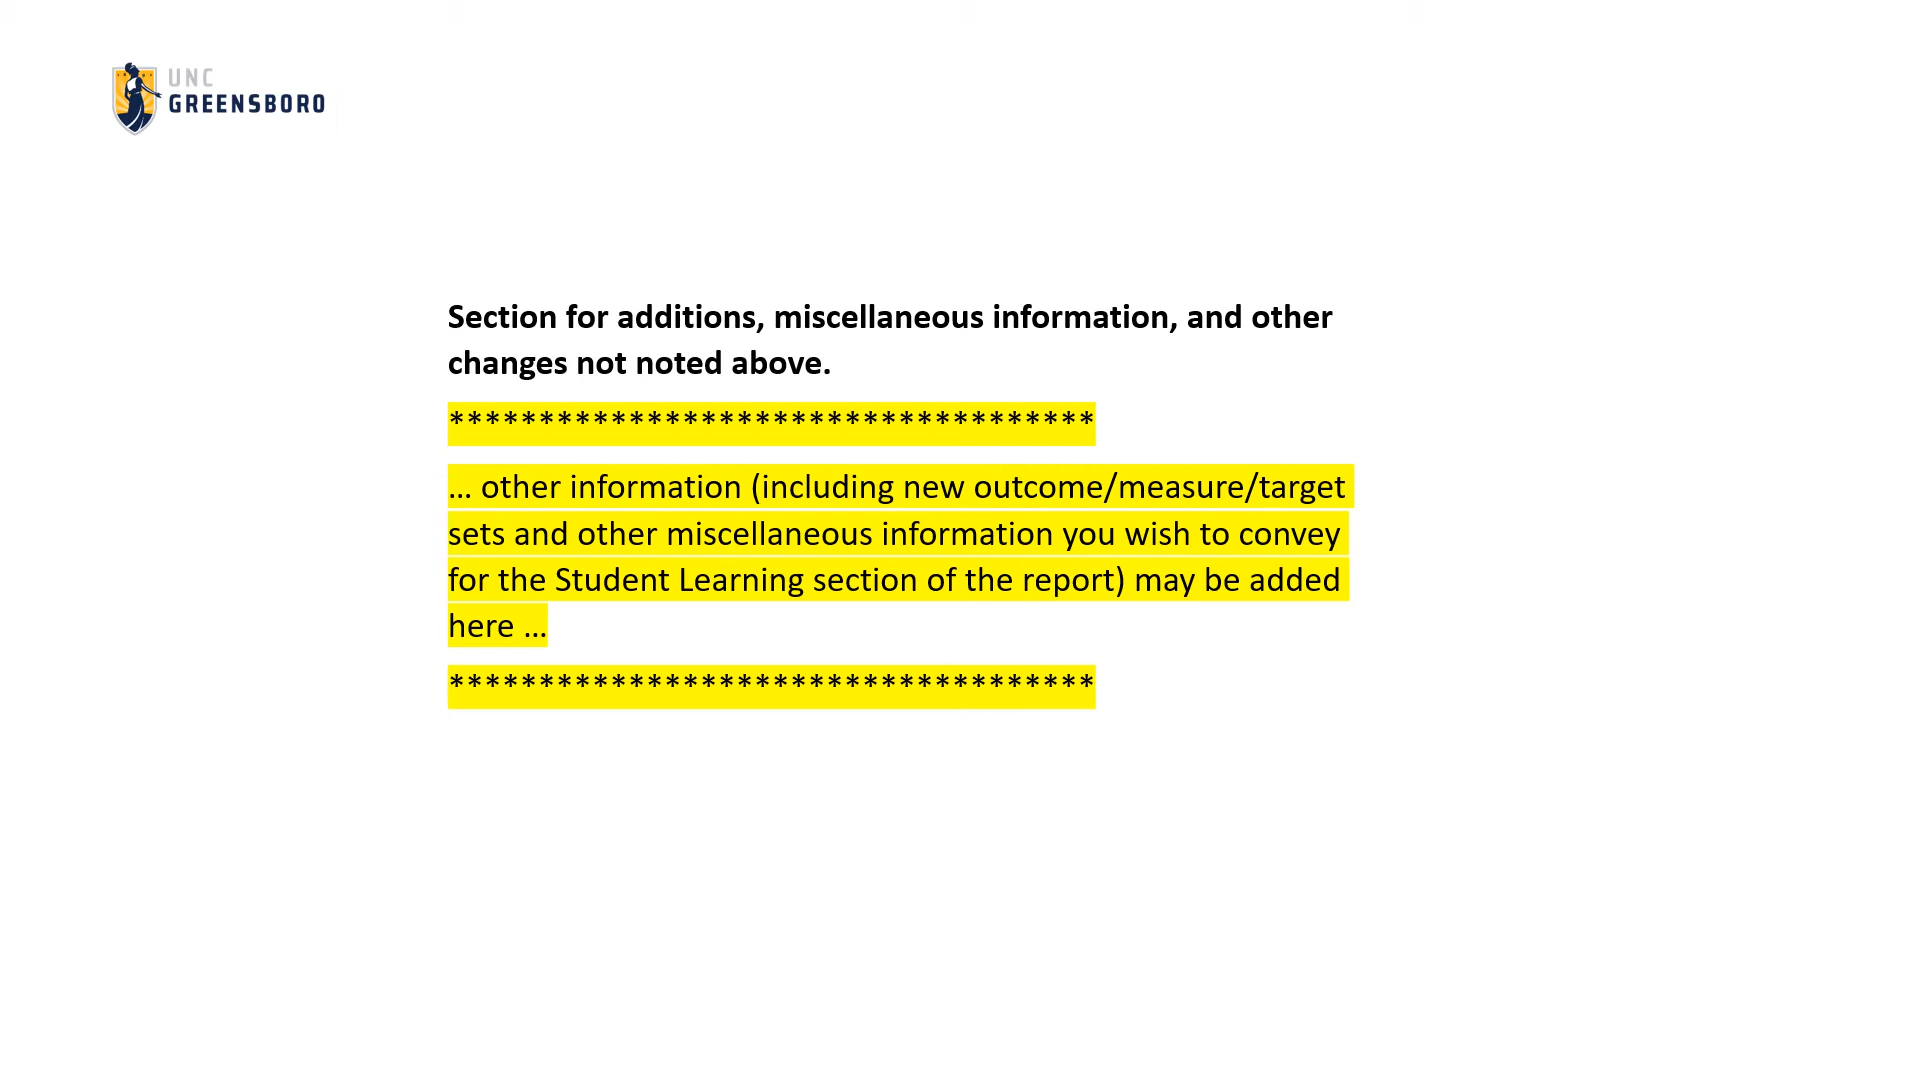 UNC
GREENSBORO
Section for additions, miscellaneous information, and other
changes not noted above.
************************************
... other information (including new outcome/measure/target
sets and other miscellaneous information you wish to convey
for the Student Learning section of the report) may be added
here ...
************************************